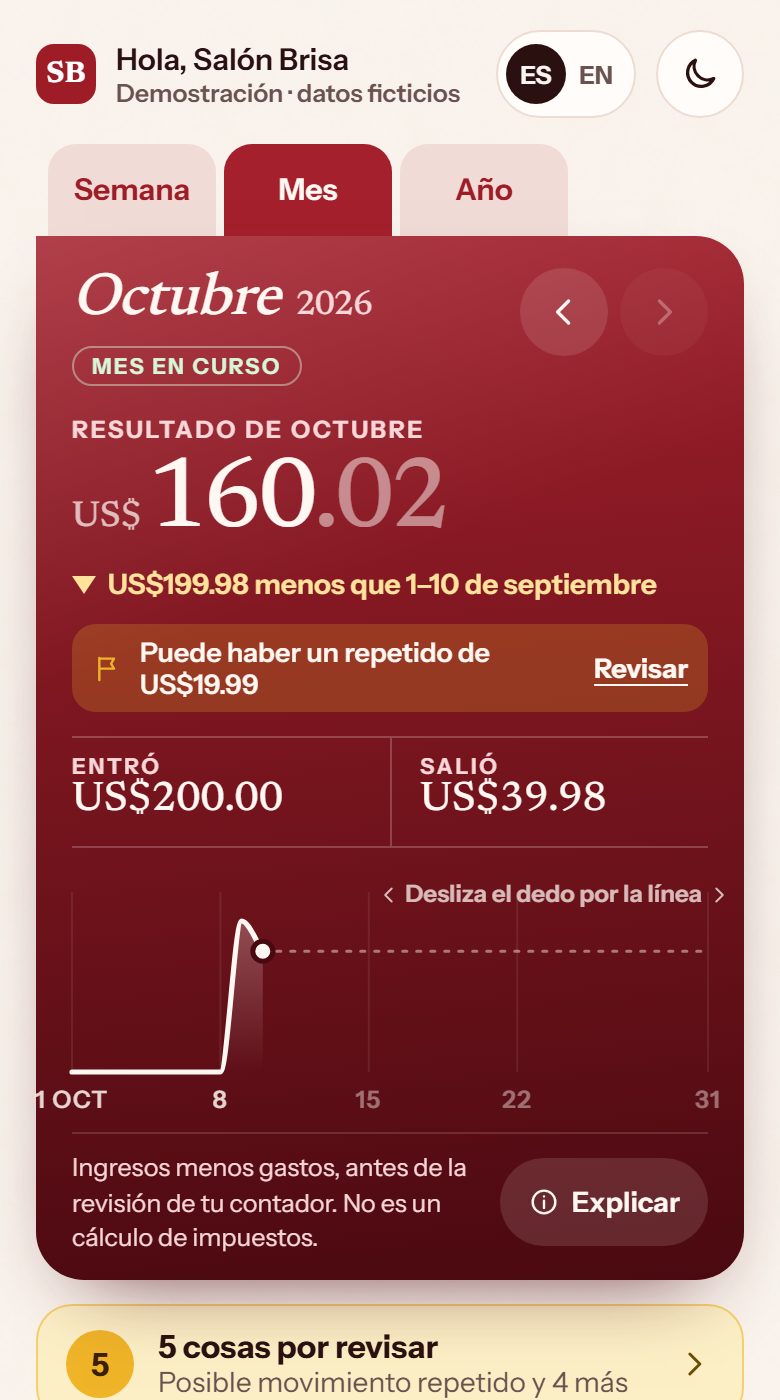 SB
Hola, Salón Brisa
Demostración · datos ficticios
ES EN
Semana Mes Año
Octubre 2026
MES EN CURSO
RESULTADO DE OCTUBRE
US$ 160.02
US$199.98 menos que 1–10 de septiembre
Puede haber un repetido de
US$19.99
Revisar
ENTRÓ
US$200.00
SALIÓ
US$39.98
Desliza el dedo por la línea
1 OCT 8 15 22 31
Ingresos menos gastos, antes de la
revisión de tu contador. No es un
cálculo de impuestos.
Explicar
5
5 cosas por revisar
Posible movimiento repetido y 4 más